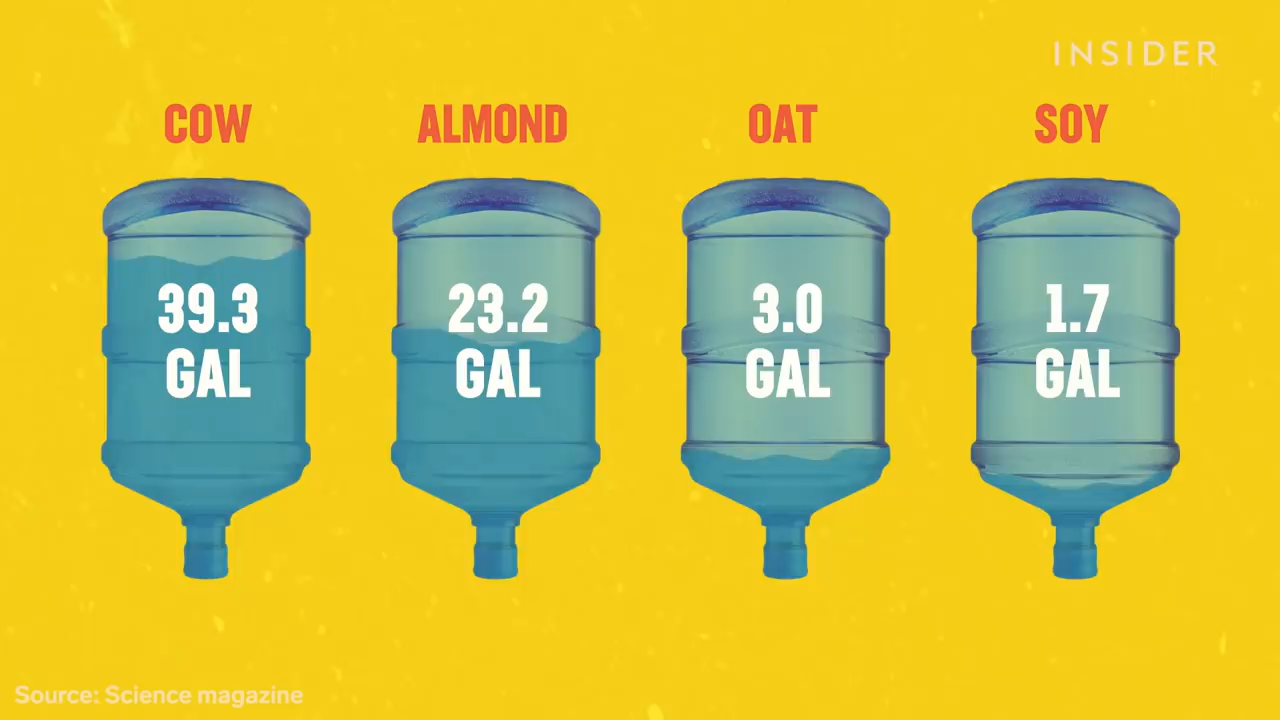 INSIDER
COW
ALMOND
OAT
SOY
39.3
GAL
23.2
GAL
3.0
GAL
1.7
GAL
Source: Science magazine